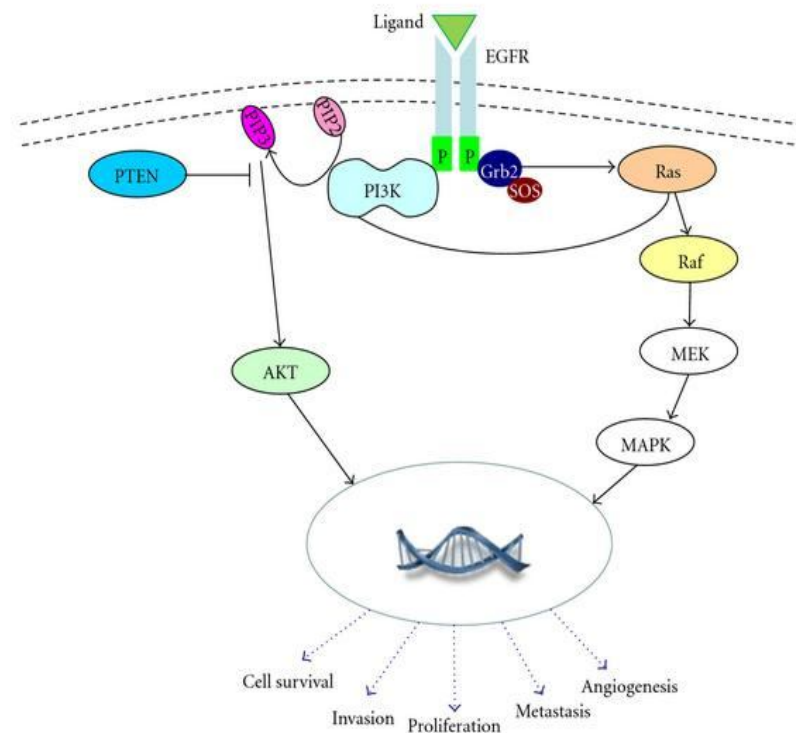 Ligand
EGFR
PIP3
PIP2
P
P
PTEN
PI3K
Grb2
SOS
Ras
Raf
MEK
AKT
MAPK
Cell survival
Invasion
Proliferation
Metastasis
Angiogenesis